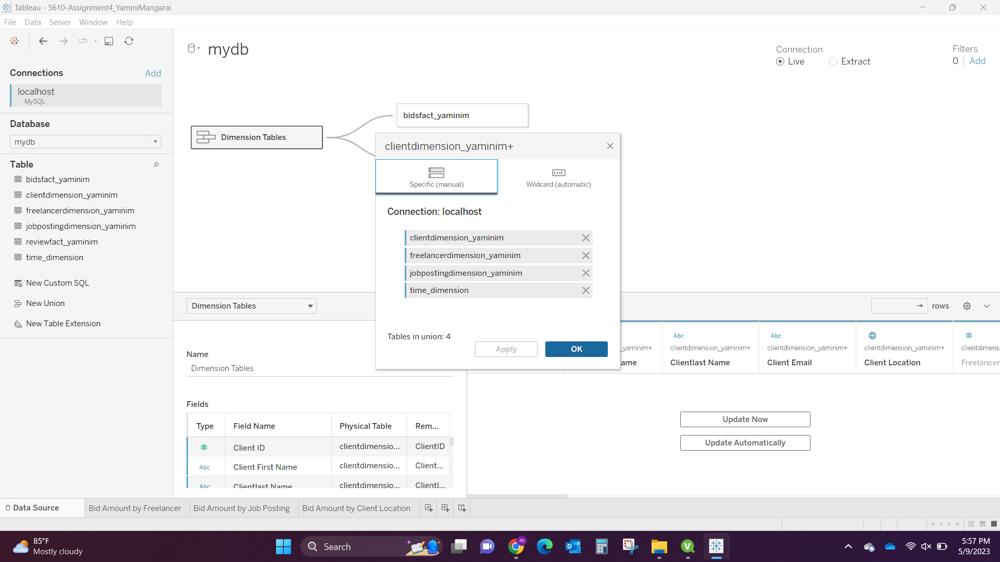 Tableau - 5610-Assignment4_YaminiMangarai
File Data Server Window Help
Connections Add
localhost
MySQL
Database
mydb
Table
bidsfact_yaminim
clientdimension_yaminim
freelancerdimension_yaminim
jobpostingdimension_yaminim
reviewfact_yaminim
time_dimension
New Custom SQL
New Union
New Table Extension
mydb
Connection
Live Extract
Filters
0 Add
Dimension Tables
bidsfact_yaminim
clientdimension_yaminim+
Specific (manual)
Wildcard (automatic)
Connection: localhost
clientdimension_yaminim
freelancerdimension_yaminim
jobpostingdimension_yaminim
time_dimension
Tables in union: 4
Apply OK
Dimension Tables
rows
Name
Dimension Tables
Fields
Type Field Name Physical Table Rem...
# Client ID clientdimensio... ClientID
Abc Client First Name clientdimensio... Client...
Abc Clientlast Name clientdimensio... Clientl...
_yaminim+
ame
Abc
clientdimension_yaminim+
Clientlast Name
Abc
clientdimension_yaminim+
Client Email
clientdimension_yaminim+
Client Location
#
clientdimens
Freelancer
Update Now
Update Automatically
Data Source Bid Amount by Freelancer Bid Amount by Job Posting Bid Amount by Client Location
85°F
Mostly cloudy
Search
m
V
5:57 PM
5/9/2023